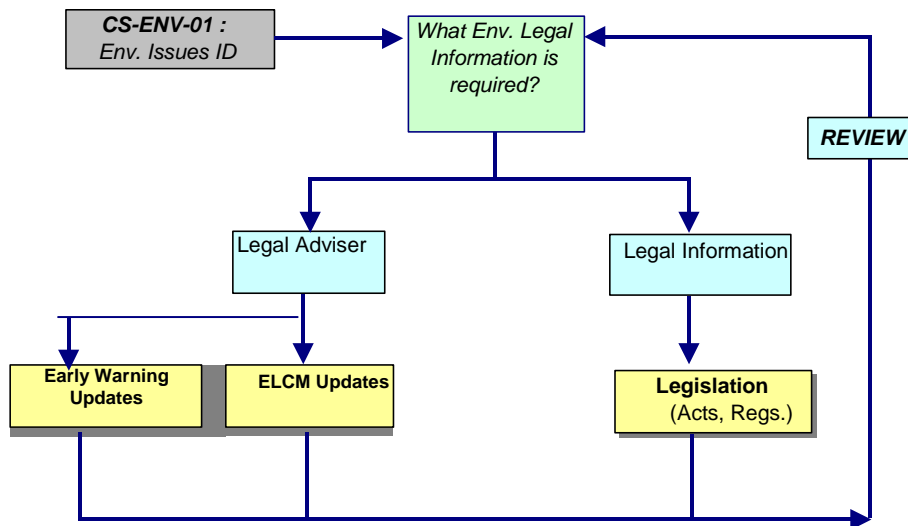 CS-ENV-01 :
Env. Issues ID
What Env. Legal
Information is
required?
REVIEW
Legal Adviser
Legal Information
Early Warning
Updates
ELCM Updates
Legislation
(Acts, Regs.)